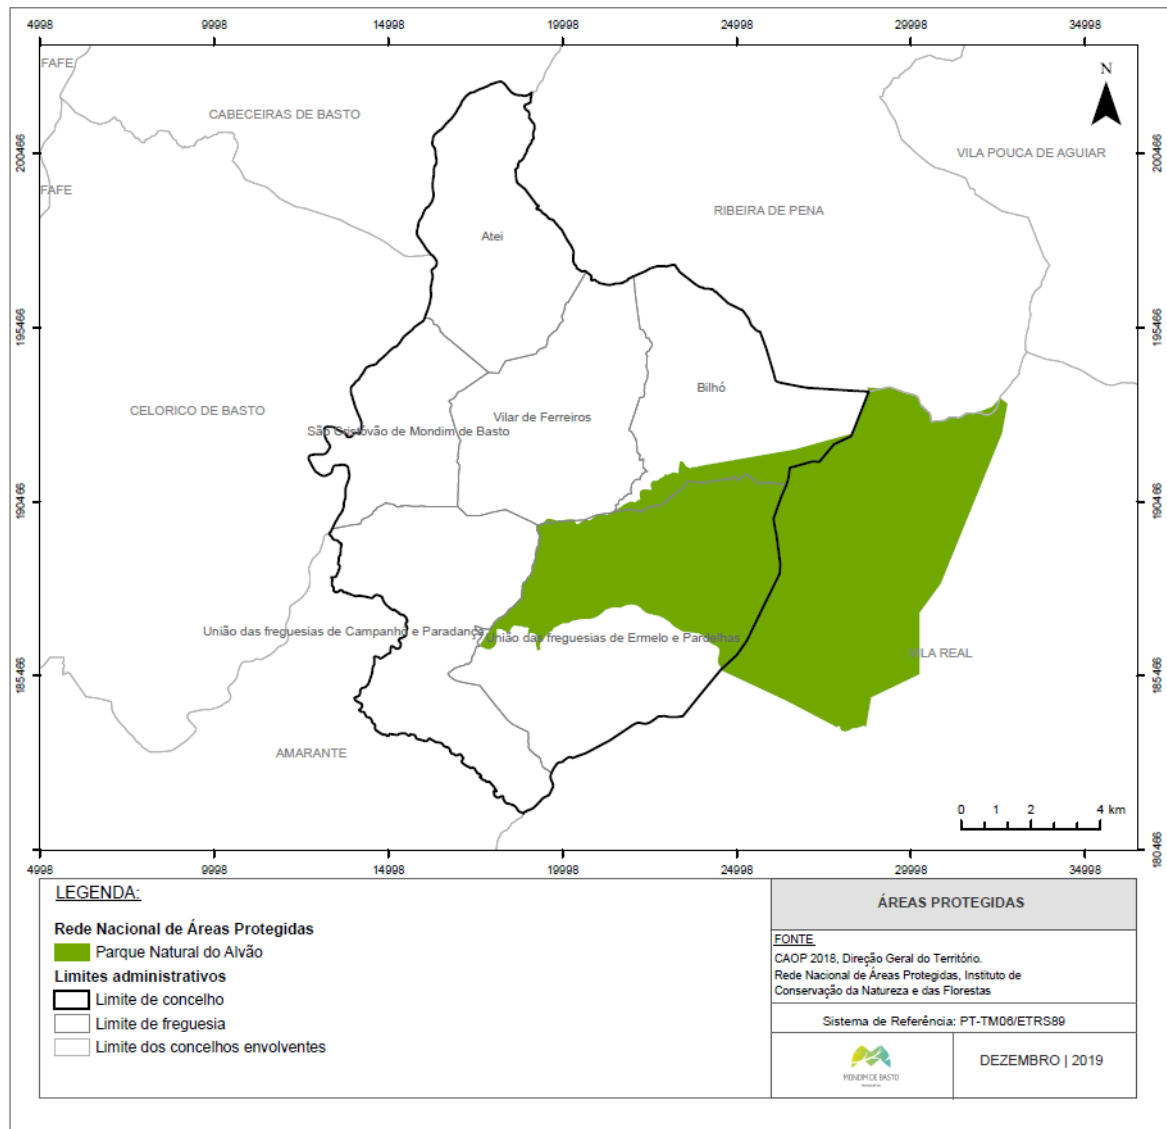 4998 9998 14998 19998 24998 29998 34998
FAFE
N
CABECEIRAS DE BASTO
200466
VILA POUCA DE AGUIAR
200466
FAFE
RIBEIRA DE PENA
Atei
195466
195466
Bilhó
CELORICO DE BASTO
Vilar de Ferreiros
São Cristóvão de Mondim de Basto
190466
190466
União das freguesias de Campanhó e Paradança
União das freguesias de Ermelo e Pardelhas
VILA REAL
185466
185466
AMARANTE
0 1 2 4 km
180466
4998 9998 14998 19998 24998 29998 34998
LEGENDA:
Rede Nacional de Áreas Protegidas
Parque Natural do Alvão
Limites administrativos
Limite de concelho
Limite de freguesia
Limite dos concelhos envolventes
ÁREAS PROTEGIDAS
FONTE
CAOP 2018, Direção Geral do Território.
Rede Nacional de Áreas Protegidas, Instituto de
Conservação da Natureza e das Florestas
Sistema de Referência: PT-TM06/ETRS89
MONDIM DE BASTO
DEZEMBRO | 2019